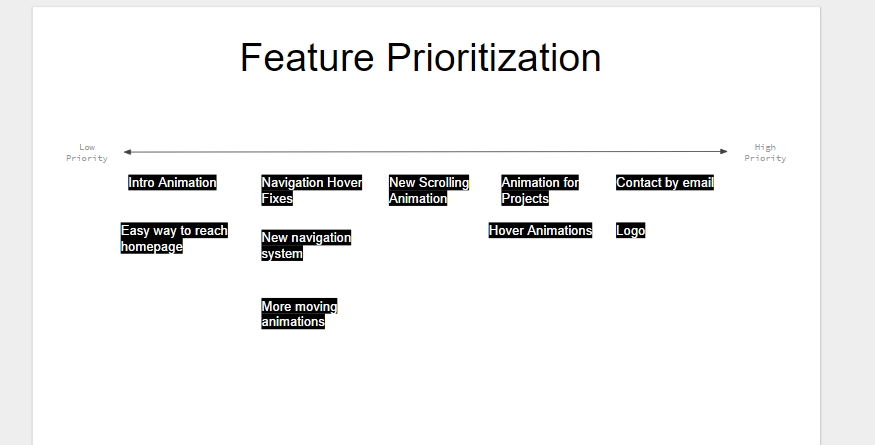 Feature Prioritization
Low
Priority
High
Priority
Intro Animation
Navigation Hover
Fixes
New Scrolling
Animation
Animation for
Projects
Contact by email
Easy way to reach
homepage
New navigation
system
Hover Animations
Logo
More moving
animations